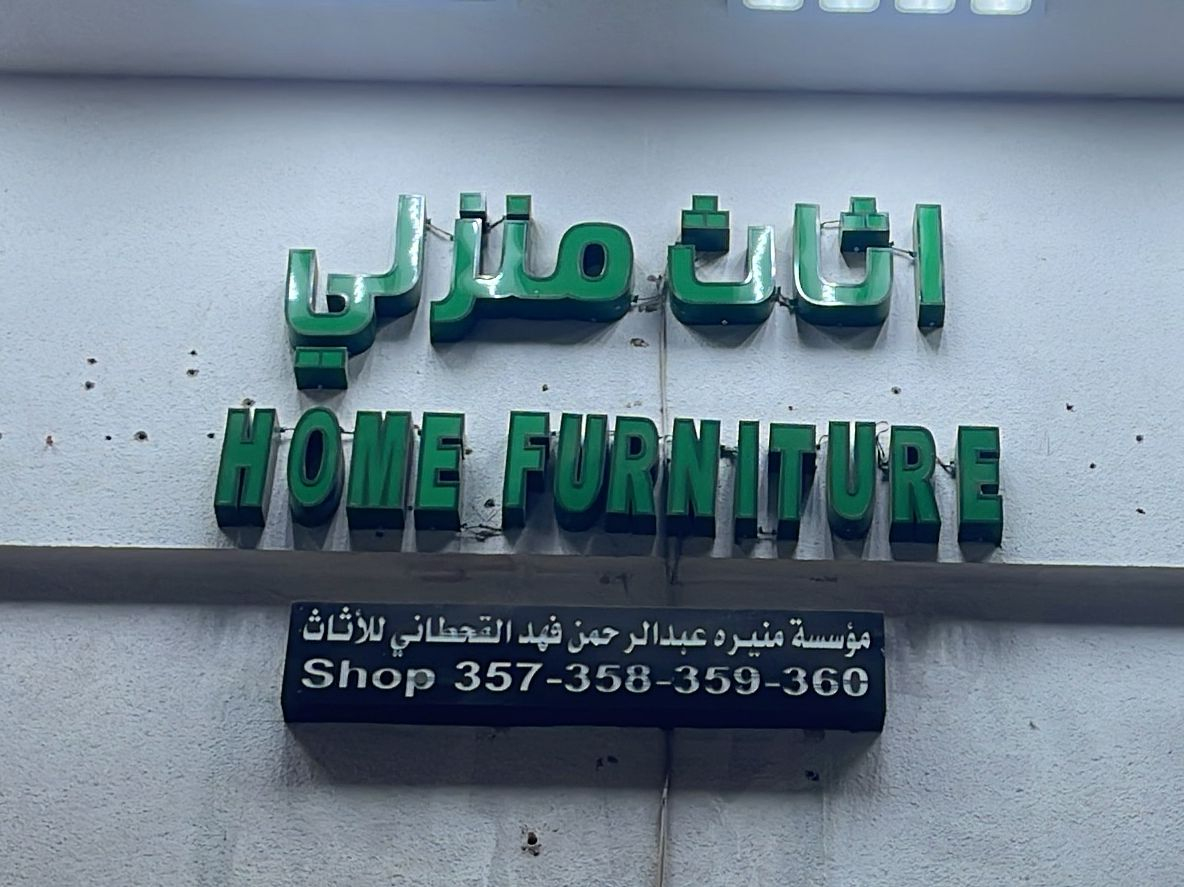 اثاث منزلي
HOME FURNITURE
مؤسسة منيره عبدالرحمن فهد القحطاني للأثاث
Shop 357-358-359-360